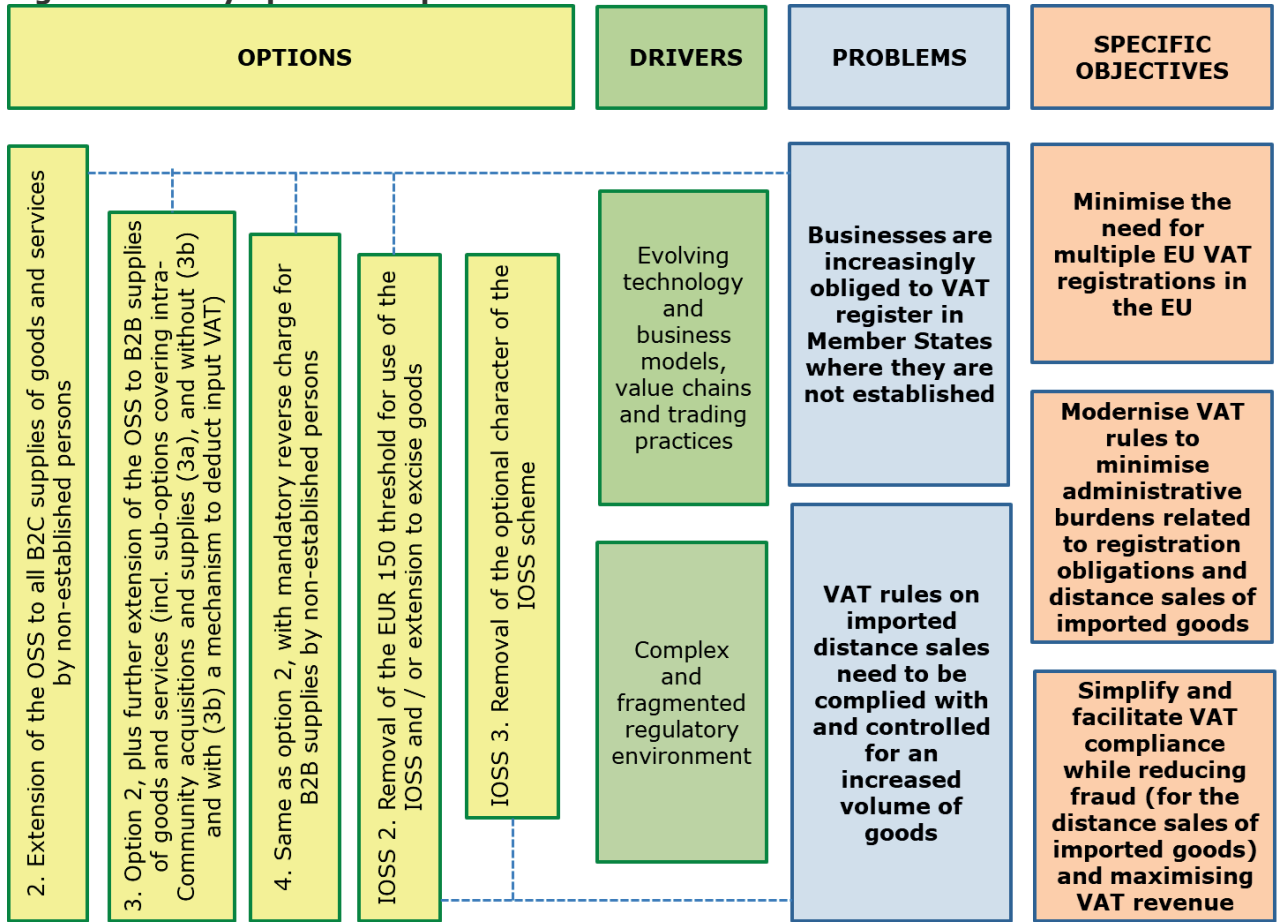 OPTIONS
DRIVERS
PROBLEMS
SPECIFIC
OBJECTIVES
2. Extension of the OSS to all B2C supplies of goods and services
by non-established persons
3. Option 2, plus further extension of the OSS to B2B supplies
of goods and services (incl. sub-options covering intra-
Community acquisitions and supplies (3a), and without (3b)
and with (3b) a mechanism to deduct input VAT)
4. Same as option 2, with mandatory reverse charge for
B2B supplies by non-established persons
IOSS 2. Removal of the EUR 150 threshold for use of the
IOSS and / or extension to excise goods
IOSS 3. Removal of the optional character of the
IOSS scheme
Evolving
technology
and
business
models,
value chains
and trading
practices
Complex
and
fragmented
regulatory
environment
Businesses are
increasingly
obliged to VAT
register in
Member States
where they are
not established
VAT rules on
imported
distance sales
need to be
complied with
and controlled
for an
increased
volume of
goods
Minimise the
need for
multiple EU VAT
registrations in
the EU
Modernise VAT
rules to
minimise
administrative
burdens related
to registration
obligations and
distance sales of
imported goods
Simplify and
facilitate VAT
compliance
while reducing
fraud (for the
distance sales of
imported goods)
and maximising
VAT revenue